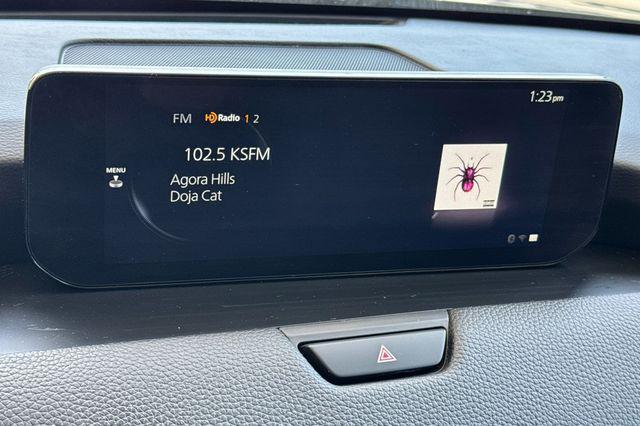 1:23pm
FM HD Radio 1 2
102.5 KSFM
MENU
Agora Hills
Doja Cat